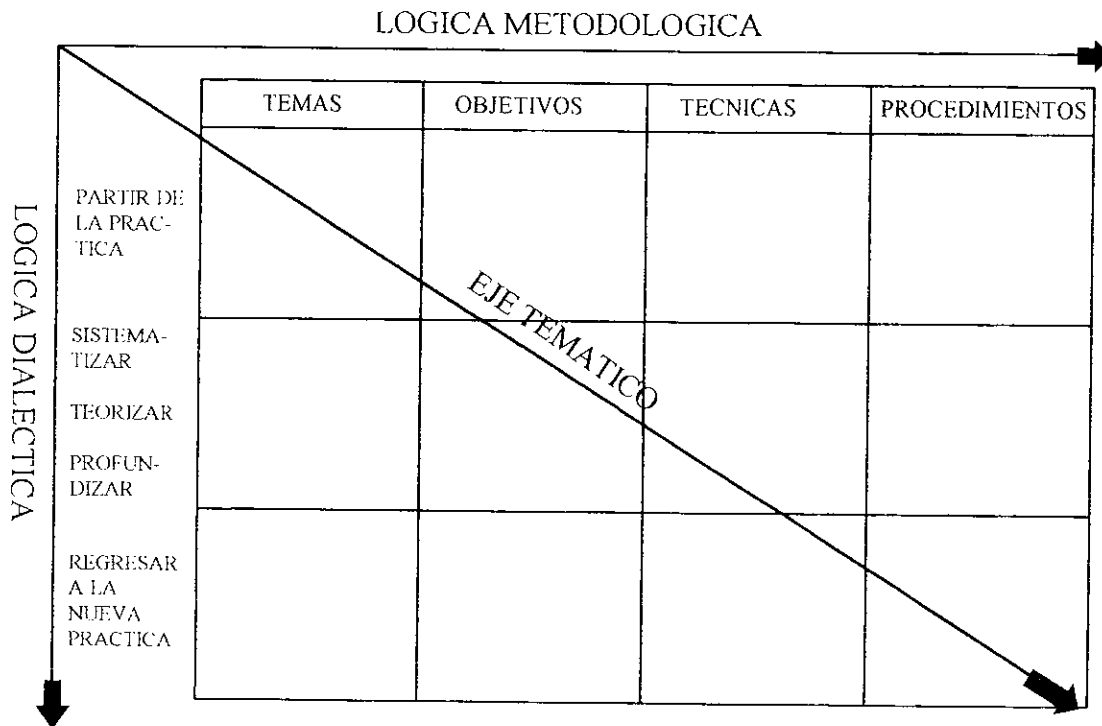 LOGICA METODOLOGICA
TEMAS
OBJETIVOS
TECNICAS
PROCEDIMIENTOS
LOGICA DIALECTICA
PARTIR DE
LA PRAC-
TICA
EJE TEMATICO
SISTEMA-
TIZAR
TEORIZAR
PROFUN-
DIZAR
REGRESAR
A LA
NUEVA
PRACTICA